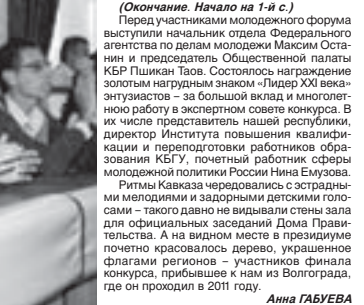 (Окончание. Начало на 1-й с.)
Перед участниками молодежного форума
выступили начальник отдела Федерального
агентства по делам молодежи Максим Оста-
нин и председатель Общественной палаты
КБР Пшикан Таов. Состоялось награждение
золотым нагрудным знаком «Лидер XXI века»
энтузиастов – за большой вклад и многолет-
нюю работу в экспертном совете конкурса. В
их числе представитель нашей республики,
директор Института повышения квалифи-
кации и переподготовки работников обра-
зования КБГУ, почетный работник сферы
молодежной политики России Нина Емузова.
Ритмы Кавказа чередовались с эстрадны-
ми мелодиями и задорными детскими голо-
сами – такого давно не видывали стены зала
для официальных заседаний Дома Прави-
тельства. А на видном месте в президиуме
почетно красовалось дерево, украшенное
флагами регионов – участников финала
конкурса, прибывшее к нам из Волгограда,
где он проходил в 2011 году.
Анна ГАБУЕВА